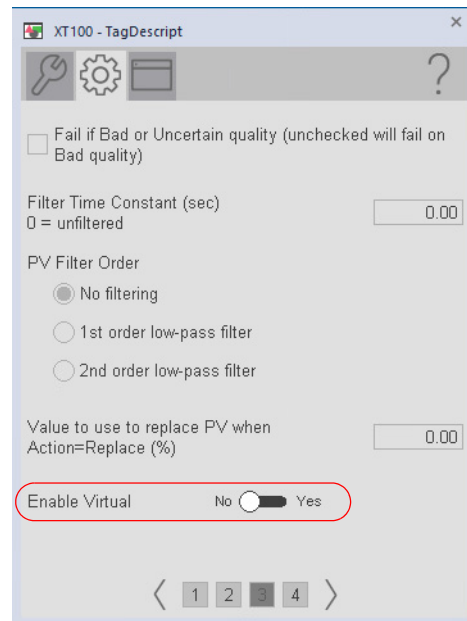 XT100 - TagDescript
Fail if Bad or Uncertain quality (unchecked will fail on
Bad quality)
Filter Time Constant (sec)
0 = unfiltered
0.00
PV Filter Order
No filtering
1st order low-pass filter
2nd order low-pass filter
Value to use to replace PV when
Action=Replace (%)
0.00
Enable Virtual No Yes
1 2 3 4